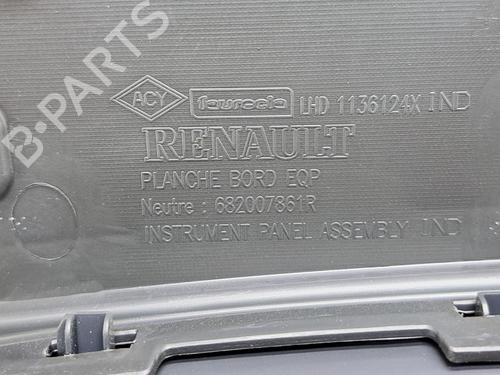 B-PARTS
ACY faurecia LHD 1136124X IND
RENAULT
PLANCHE BORD EQP
Neutre : 682007861R
INSTRUMENT PANEL ASSEMBLY IND